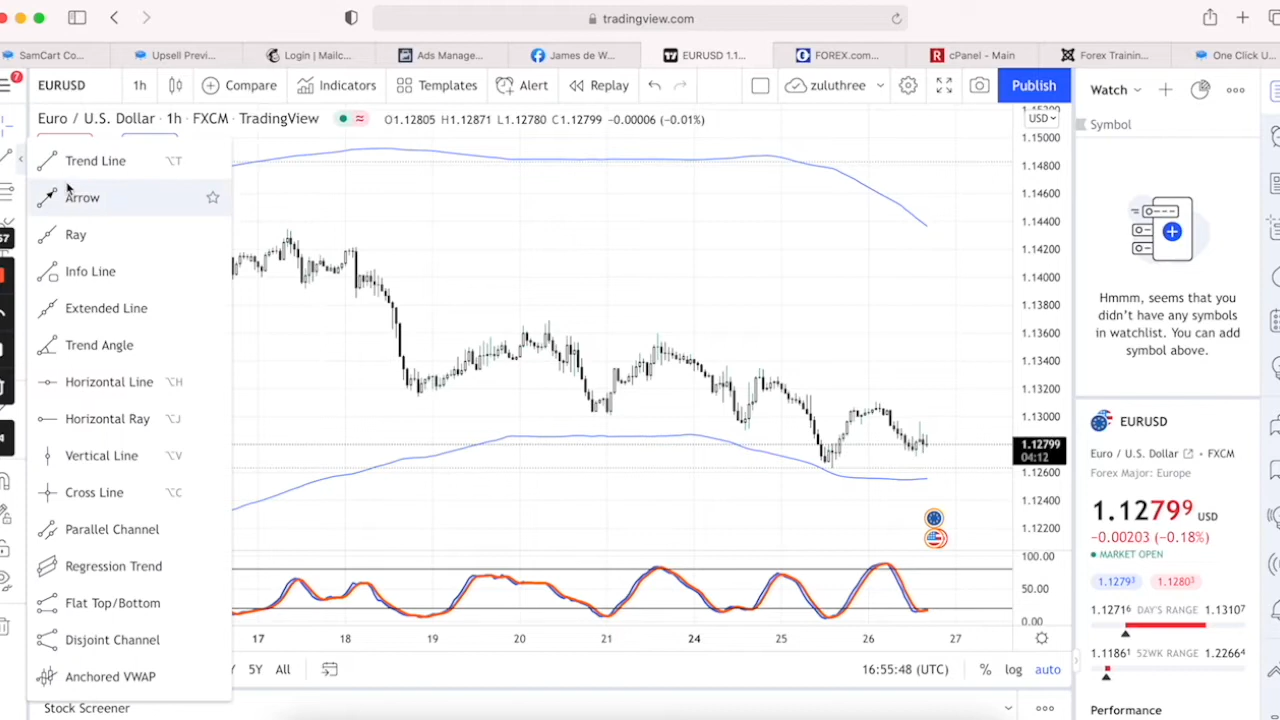 tradingview.com
SamCart Co...
Upsell Previ...
Login | Mailc...
Ads Manage...
James de W...
EURUSD 1.1...
FOREX.com...
cPanel - Main
Forex Trainin...
One Click U...
7
EURUSD
1h
Compare
Indicators
Templates
Alert
Replay
zuluthree
Publish
Watch
Euro / U.S. Dollar · 1h · FXCM · TradingView
O1.12805 H1.12871 L1.12780 C1.12799 −0.00006 (−0.01%)
USD
Symbol
Trend Line ⌥T
Arrow
Ray
Info Line
Extended Line
Trend Angle
Horizontal Line ⌥H
Horizontal Ray ⌥J
Vertical Line ⌥V
Cross Line ⌥C
Parallel Channel
Regression Trend
Flat Top/Bottom
Disjoint Channel
Anchored VWAP
57
1.15000
1.14800
1.14600
1.14400
1.14200
1.14000
1.13800
1.13600
1.13400
1.13200
1.13000
1.12799
04:12
1.12600
1.12400
1.12200
100.00
50.00
0.00
17 18 19 20 21 24 25 26 27
5Y All
16:55:48 (UTC)
% log auto
Stock Screener
Hmmm, seems that you
didn't have any symbols
in watchlist. You can add
symbol above.
EURUSD
Euro / U.S. Dollar FXCM
Forex Major: Europe
1.12799 USD
−0.00203 (−0.18%)
MARKET OPEN
1.12793 1.12803
1.12716 DAY'S RANGE 1.13107
1.11861 52WK RANGE 1.22664
Performance